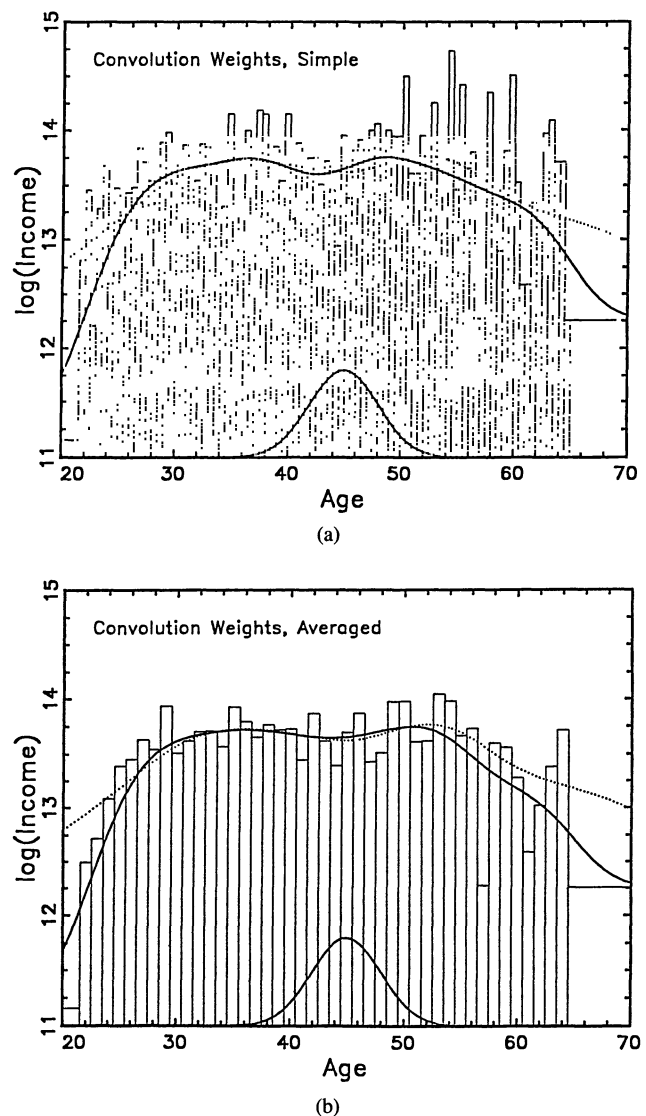 15
Convolution Weights, Simple
14
13
12
11
log(Income)
20 30 40 50 60 70
Age
(a)
15
Convolution Weights, Averaged
14
13
12
11
log(Income)
20 30 40 50 60 70
Age
(b)